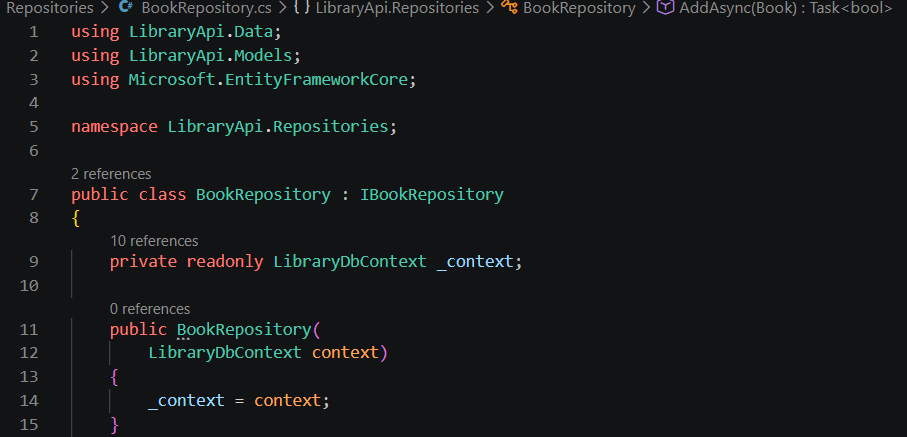 Repositories > BookRepository.cs > {} LibraryApi.Repositories > BookRepository > AddAsync(Book) : Task<bool>
1 using LibraryApi.Data;
2 using LibraryApi.Models;
3 using Microsoft.EntityFrameworkCore;
4
5 namespace LibraryApi.Repositories;
6
2 references
7 public class BookRepository : IBookRepository
8 {
10 references
9 private readonly LibraryDbContext _context;
10
0 references
11 public BookRepository(
12 LibraryDbContext context)
13 {
14 _context = context;
15 }